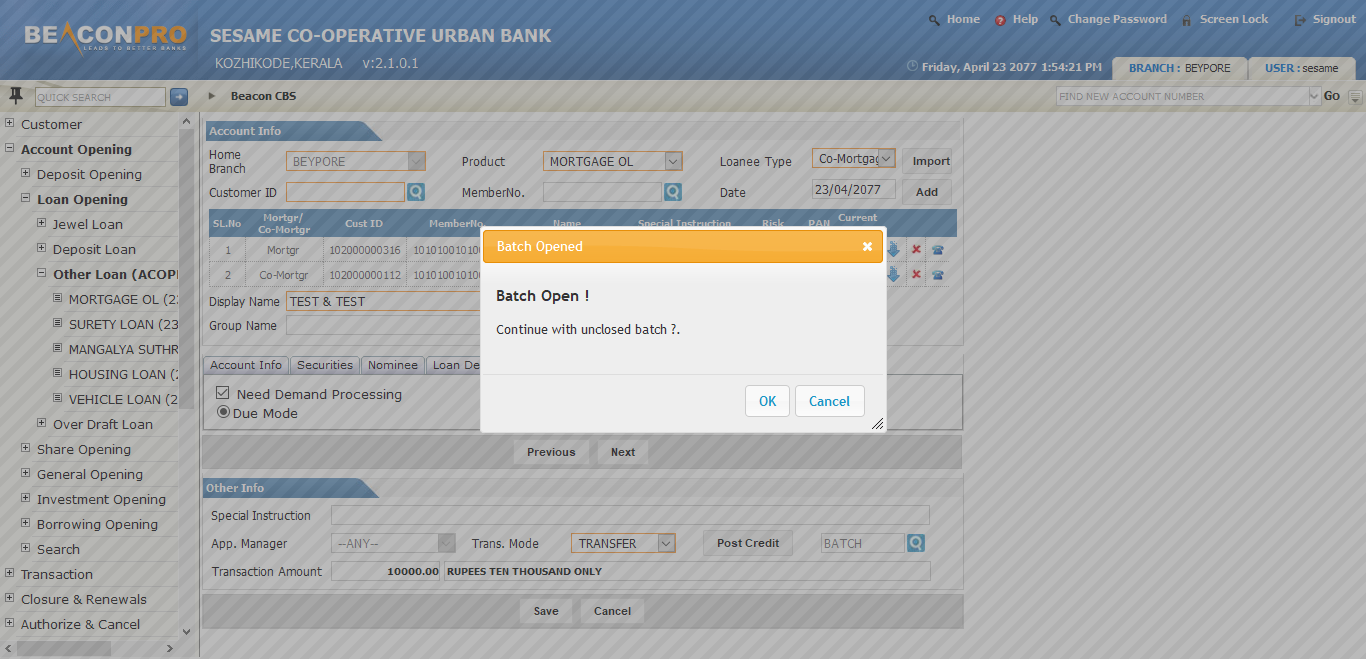 BEACONPRO
LEADS TO BETTER BANKS
SESAME CO-OPERATIVE URBAN BANK
KOZHIKODE,KERALA v:2.1.0.1
Home Help Change Password Screen Lock Signout
Friday, April 23 2077 1:54:21 PM
BRANCH : BEYPORE
USER : sesame
QUICK SEARCH
Beacon CBS
FIND NEW ACCOUNT NUMBER
Go
Customer
Account Opening
Deposit Opening
Loan Opening
Jewel Loan
Deposit Loan
Other Loan (ACOP
MORTGAGE OL (2
SURETY LOAN (23
MANGALYA SUTHR
HOUSING LOAN (2
VEHICLE LOAN (2
Over Draft Loan
Share Opening
General Opening
Investment Opening
Borrowing Opening
Search
Transaction
Closure & Renewals
Authorize & Cancel
Account Info
Home Branch BEYPORE Product MORTGAGE OL Loanee Type Co-Mortgag Import
Customer ID MemberNo. Date 23/04/2077 Add
SL.No Mortgr/ Co-Mortgr Cust ID MemberNo. Name Special Instruction Risk PAN Current
1 Mortgr 102000000316 1010100101
2 Co-Mortgr 102000000112 1010100101
Display Name TEST & TEST
Group Name
Batch Opened
Batch Open !
Continue with unclosed batch ?.
OK Cancel
Account Info Securities Nominee Loan De
Need Demand Processing
Due Mode
Previous Next
Other Info
Special Instruction
App. Manager --ANY-- Trans. Mode TRANSFER Post Credit BATCH
Transaction Amount 10000.00 RUPEES TEN THOUSAND ONLY
Save Cancel